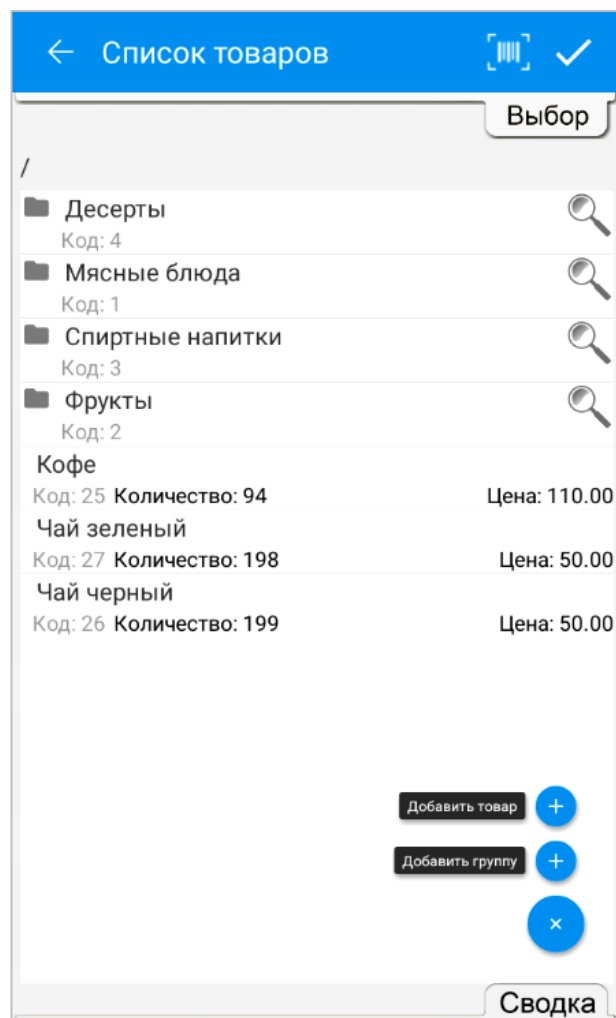 Список товаров
Выбор
/
Десерты
Код: 4
Мясные блюда
Код: 1
Спиртные напитки
Код: 3
Фрукты
Код: 2
Кофе
Код: 25 Количество: 94 Цена: 110.00
Чай зеленый
Код: 27 Количество: 198 Цена: 50.00
Чай черный
Код: 26 Количество: 199 Цена: 50.00
Добавить товар
Добавить группу
Сводка